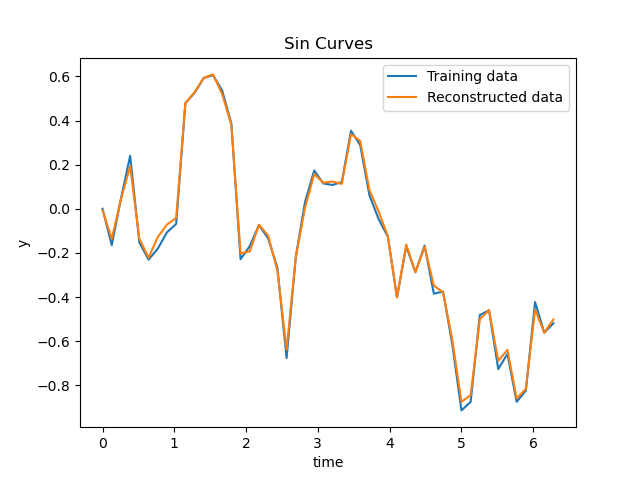 Sin Curves
Training data
Reconstructed data
0.6
0.4
0.2
0.0
−0.2
−0.4
−0.6
−0.8
y
0 1 2 3 4 5 6
time